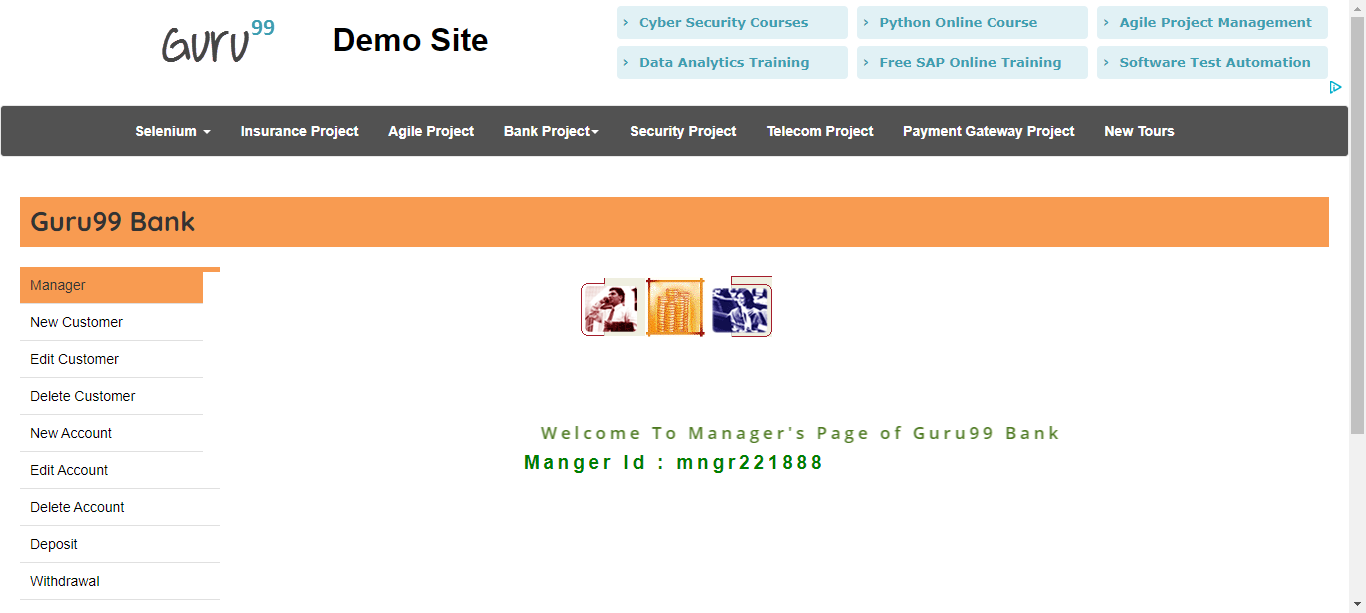 Guru99
Demo Site
› Cyber Security Courses
› Python Online Course
› Agile Project Management
› Data Analytics Training
› Free SAP Online Training
› Software Test Automation
Selenium Insurance Project Agile Project Bank Project Security Project Telecom Project Payment Gateway Project New Tours
Guru99 Bank
Manager
New Customer
Edit Customer
Delete Customer
New Account
Edit Account
Delete Account
Deposit
Withdrawal
Welcome To Manager's Page of Guru99 Bank
Manger Id : mngr221888